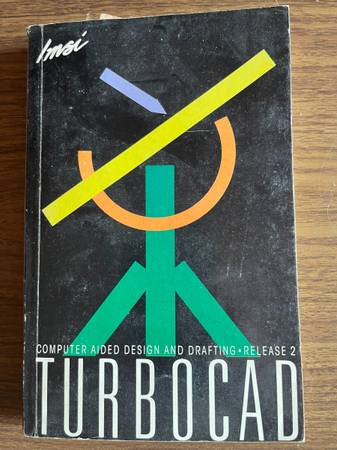 imsi
COMPUTER AIDED DESIGN AND DRAFTING • RELEASE 2
TURBOCAD